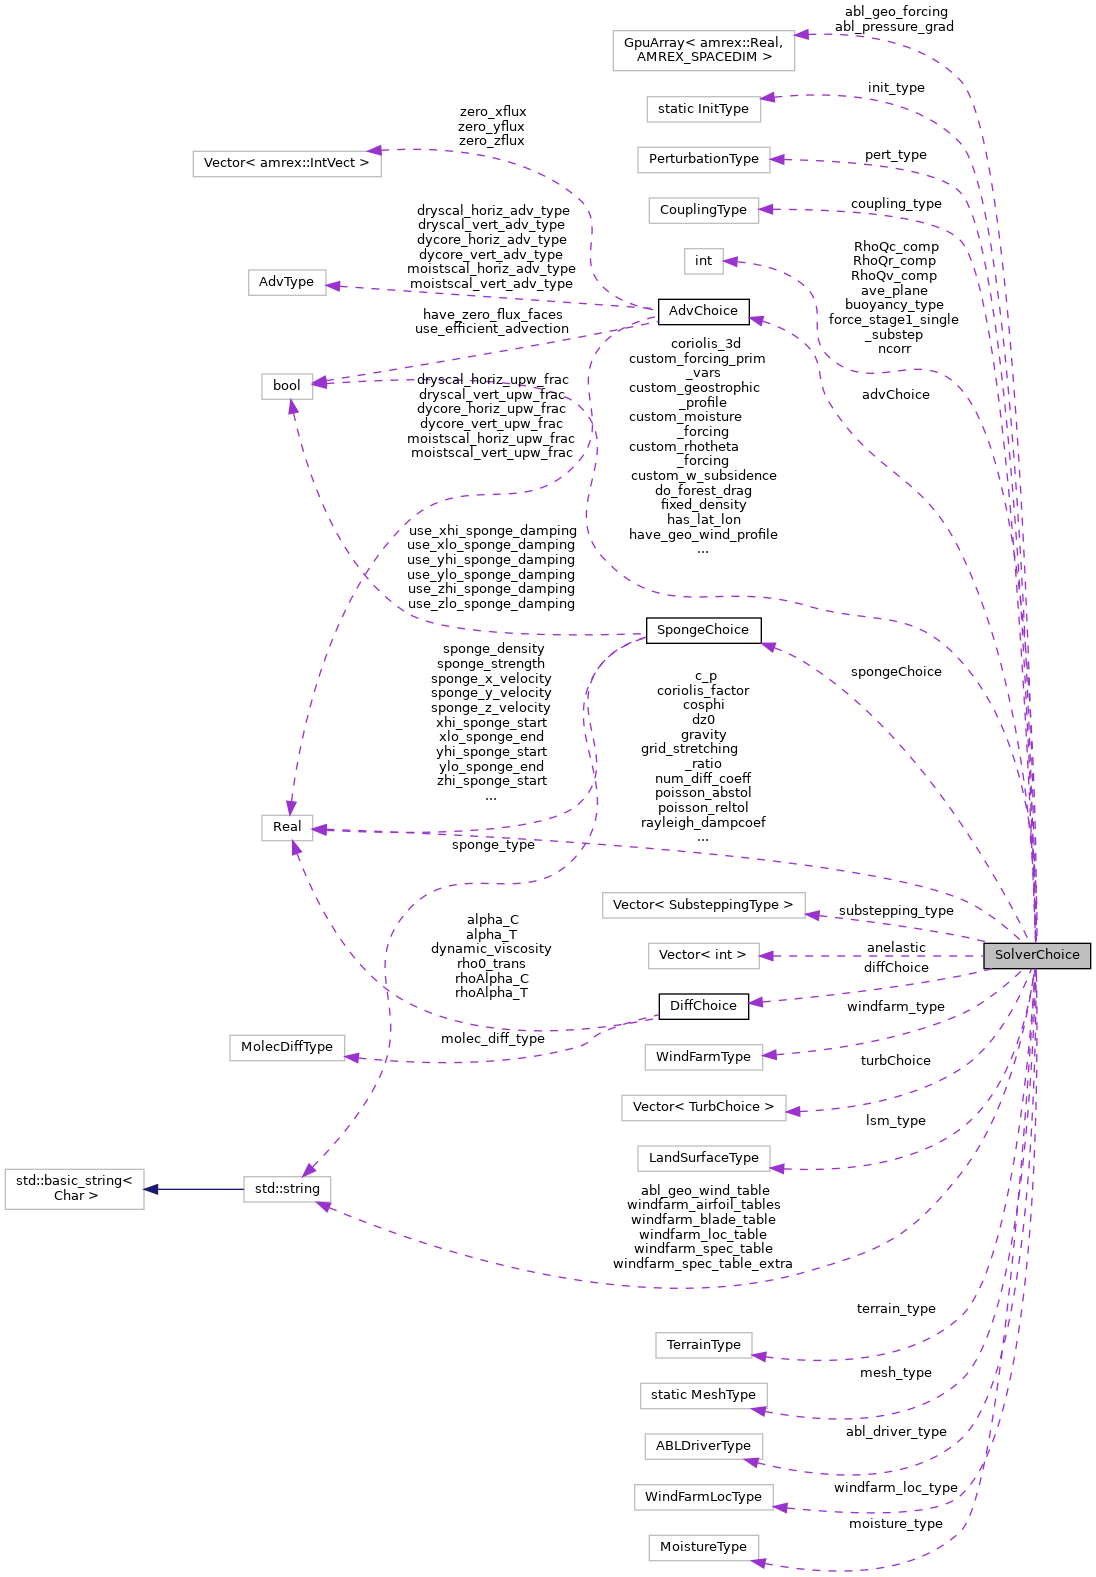 abl_geo_forcing
abl_pressure_grad
GpuArray< amrex::Real,
AMREX_SPACEDIM >
init_type
static InitType
zero_xflux
zero_yflux
zero_zflux
Vector< amrex::IntVect >
pert_type
PerturbationType
coupling_type
CouplingType
dryscal_horiz_adv_type
dryscal_vert_adv_type
dycore_horiz_adv_type
dycore_vert_adv_type
moistscal_horiz_adv_type
moistscal_vert_adv_type
AdvType
int
RhoQc_comp
RhoQr_comp
RhoQv_comp
ave_plane
buoyancy_type
force_stage1_single
_substep
ncorr
AdvChoice
have_zero_flux_faces
use_efficient_advection
bool
advChoice
dryscal_horiz_upw_frac
dryscal_vert_upw_frac
dycore_horiz_upw_frac
dycore_vert_upw_frac
moistscal_horiz_upw_frac
moistscal_vert_upw_frac
coriolis_3d
custom_forcing_prim
_vars
custom_geostrophic
_profile
custom_moisture
_forcing
custom_rhotheta
_forcing
custom_w_subsidence
do_forest_drag
fixed_density
has_lat_lon
have_geo_wind_profile
...
use_xhi_sponge_damping
use_xlo_sponge_damping
use_yhi_sponge_damping
use_ylo_sponge_damping
use_zhi_sponge_damping
use_zlo_sponge_damping
SpongeChoice
spongeChoice
sponge_density
sponge_strength
sponge_x_velocity
sponge_y_velocity
sponge_z_velocity
xhi_sponge_start
xlo_sponge_end
yhi_sponge_start
ylo_sponge_end
zhi_sponge_start
...
c_p
coriolis_factor
cosphi
dz0
gravity
grid_stretching
_ratio
num_diff_coeff
poisson_abstol
poisson_reltol
rayleigh_dampcoef
...
Real
sponge_type
Vector< SubsteppingType >
substepping_type
alpha_C
alpha_T
dynamic_viscosity
rho0_trans
rhoAlpha_C
rhoAlpha_T
Vector< int >
anelastic
SolverChoice
diffChoice
DiffChoice
windfarm_type
MolecDiffType
molec_diff_type
WindFarmType
turbChoice
Vector< TurbChoice >
lsm_type
LandSurfaceType
std::basic_string<
Char >
std::string
abl_geo_wind_table
windfarm_airfoil_tables
windfarm_blade_table
windfarm_loc_table
windfarm_spec_table
windfarm_spec_table_extra
terrain_type
TerrainType
mesh_type
static MeshType
abl_driver_type
ABLDriverType
windfarm_loc_type
WindFarmLocType
moisture_type
MoistureType